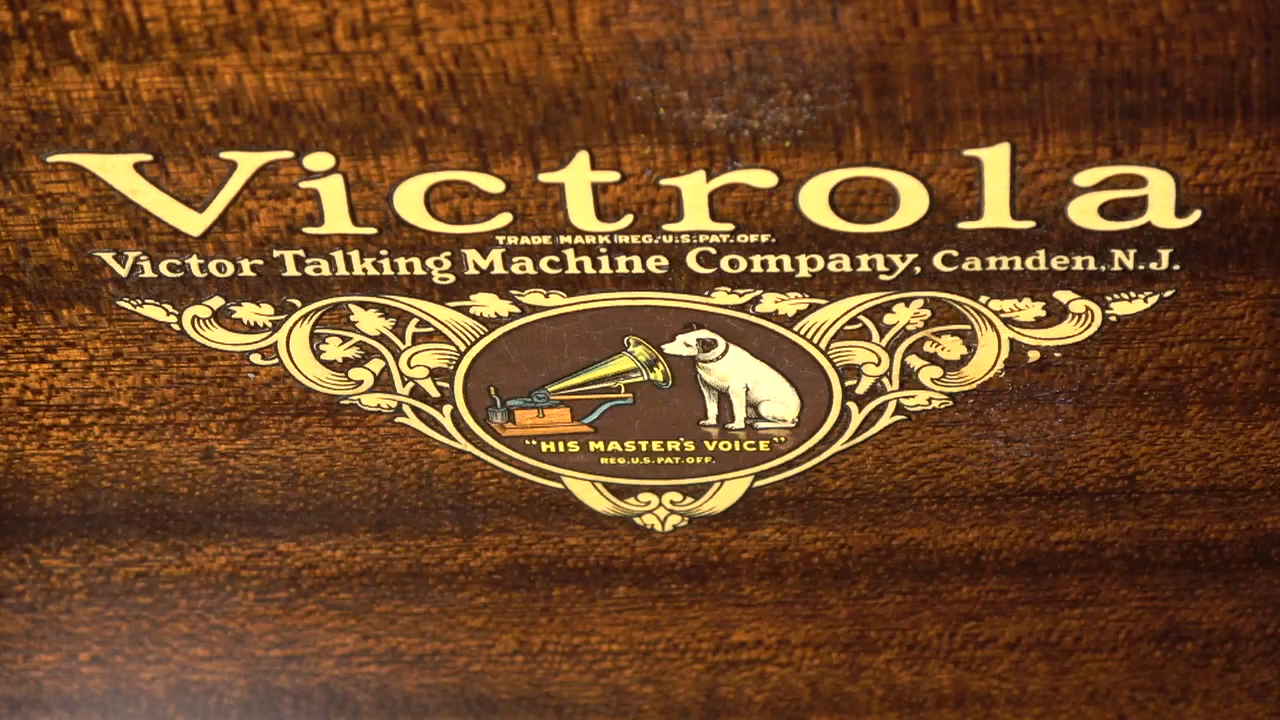 Victrola
TRADE MARK REG. U.S. PAT. OFF.
Victor Talking Machine Company, Camden, N.J.
"HIS MASTER'S VOICE"
REG. U.S. PAT. OFF.